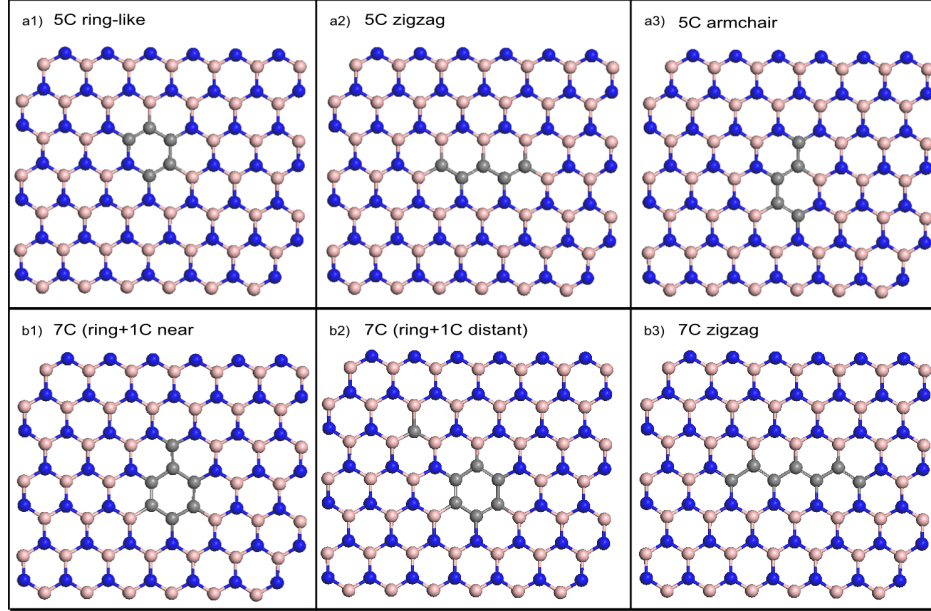 a1) 5C ring-like
a2) 5C zigzag
a3) 5C armchair
b1) 7C (ring+1C near
b2) 7C (ring+1C distant)
b3) 7C zigzag